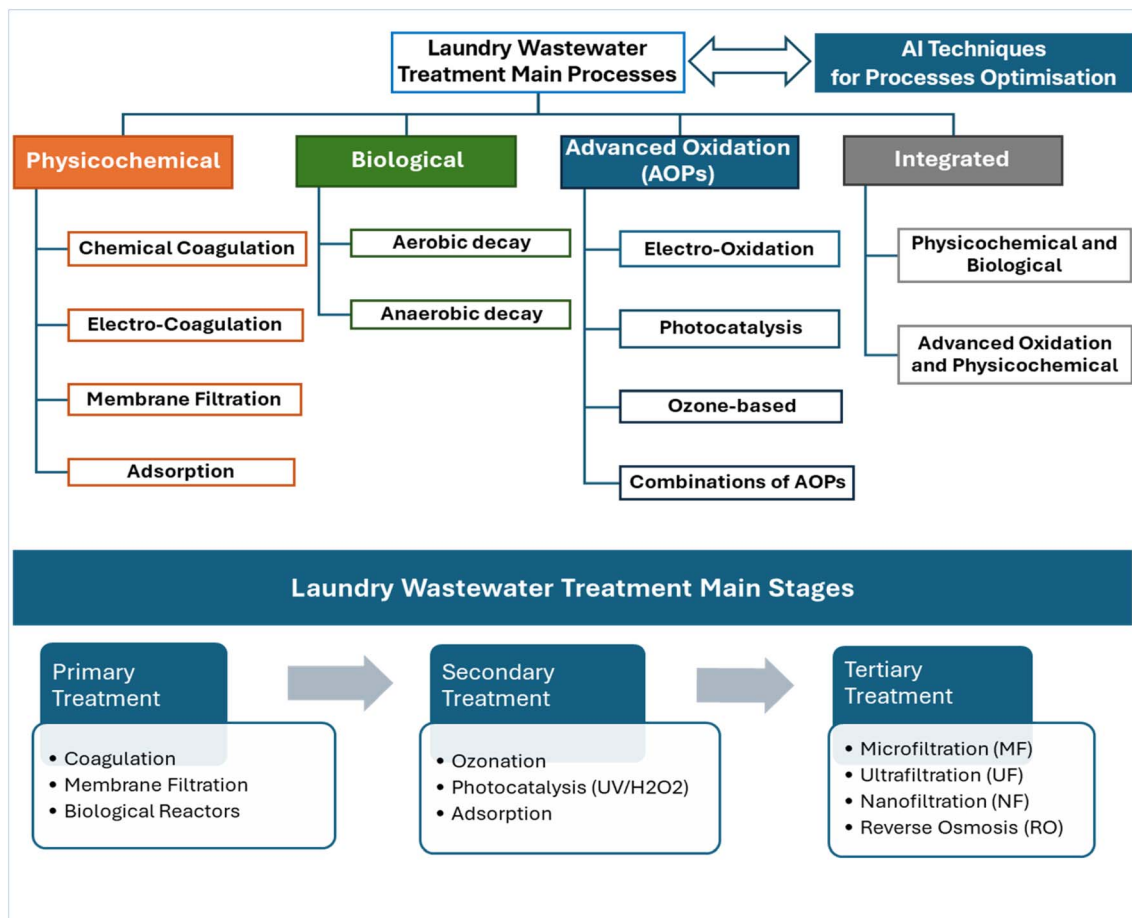 Laundry Wastewater
Treatment Main Processes
AI Techniques
for Processes Optimisation
Physicochemical
Biological
Advanced Oxidation
(AOPs)
Integrated
Chemical Coagulation
Electro-Coagulation
Membrane Filtration
Adsorption
Aerobic decay
Anaerobic decay
Electro-Oxidation
Photocatalysis
Ozone-based
Combinations of AOPs
Physicochemical and
Biological
Advanced Oxidation
and Physicochemical
Laundry Wastewater Treatment Main Stages
Primary
Treatment
• Coagulation
• Membrane Filtration
• Biological Reactors
Secondary
Treatment
• Ozonation
• Photocatalysis (UV/H2O2)
• Adsorption
Tertiary
Treatment
• Microfiltration (MF)
• Ultrafiltration (UF)
• Nanofiltration (NF)
• Reverse Osmosis (RO)